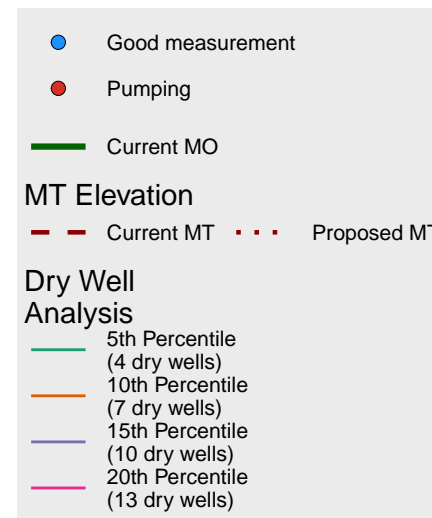 Good measurement
Pumping
Current MO
MT Elevation
Current MT Proposed MT
Dry Well
Analysis
5th Percentile
(4 dry wells)
10th Percentile
(7 dry wells)
15th Percentile
(10 dry wells)
20th Percentile
(13 dry wells)